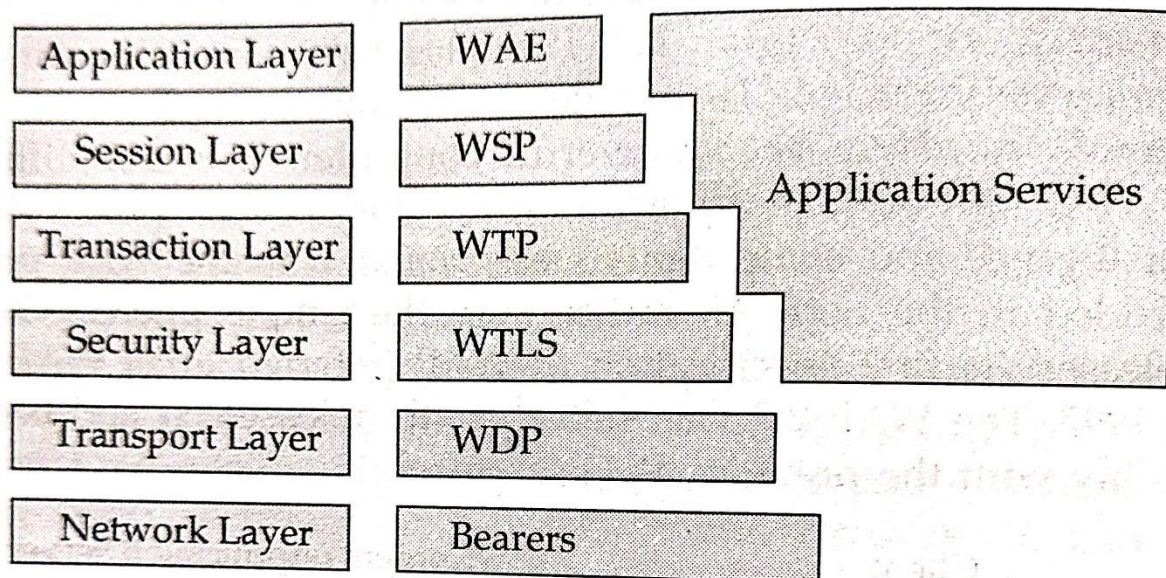 Application Layer WAE
Session Layer WSP
Application Services
Transaction Layer WTP
Security Layer WTLS
Transport Layer WDP
Network Layer Bearers